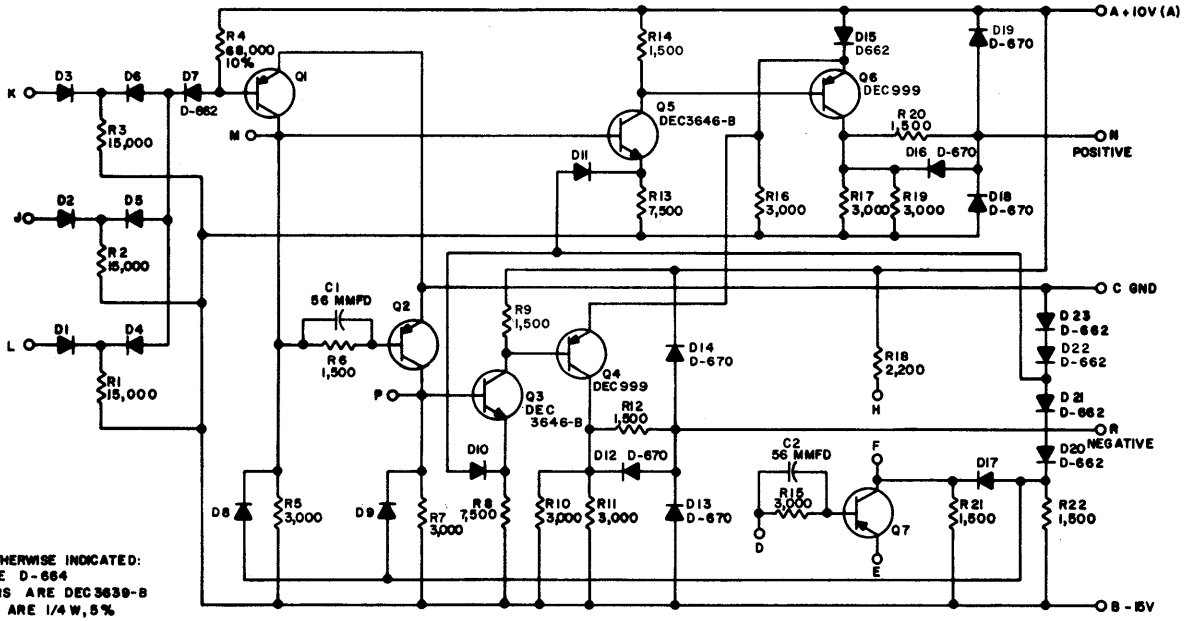 A+10V(A)
R4
68,000
10%
Q1
R14
1,500
D15
D662
D19
D-670
K
D3
D6
D7
D-662
Q6
DEC999
R3
15,000
M
Q5
DEC3646-B
R20
1,500
N
POSITIVE
D11
D16 D-670
J
D2
D5
R13
7,500
R16
3,000
R17
3,000
R19
3,000
D18
D-670
R2
15,000
C1
56 MMFD
Q2
R9
1,500
C GND
L
D1
D4
R6
1,500
D14
D-670
R18
2,200
D23
D-662
D22
D-662
R1
15,000
P
Q3
DEC
3646-B
Q4
DEC999
R12
1,500
H
D21
D-662
R
NEGATIVE
D10
D12 D-670
C2
56 MMFD
F
D17
D20
D-662
D8
R5
3,000
D9
R7
3,000
R8
7,500
R10
3,000
R11
3,000
D13
D-670
R15
3,000
D
Q7
E
R21
1,500
R22
1,500
HERWISE INDICATED:
E D-664
S ARE DEC3639-B
ARE 1/4 W, 5%
B-15V